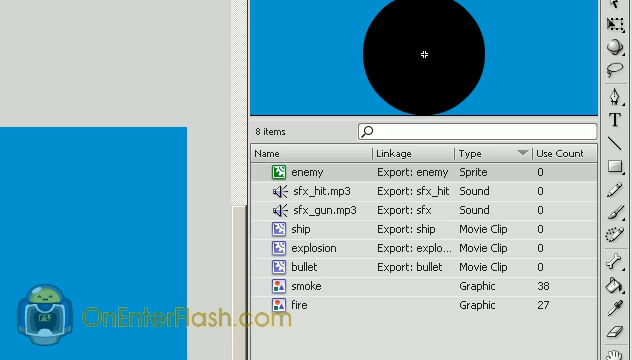 8 items
Name Linkage Type Use Count
enemy Export: enemy Sprite 0
sfx_hit.mp3 Export: sfx_hit Sound 0
sfx_gun.mp3 Export: sfx Sound 0
ship Export: ship Movie Clip 0
explosion Export: explo... Movie Clip 0
bullet Export: bullet Movie Clip 0
smoke Graphic 38
fire Graphic 27
OEF OnEnterFlash.com
T